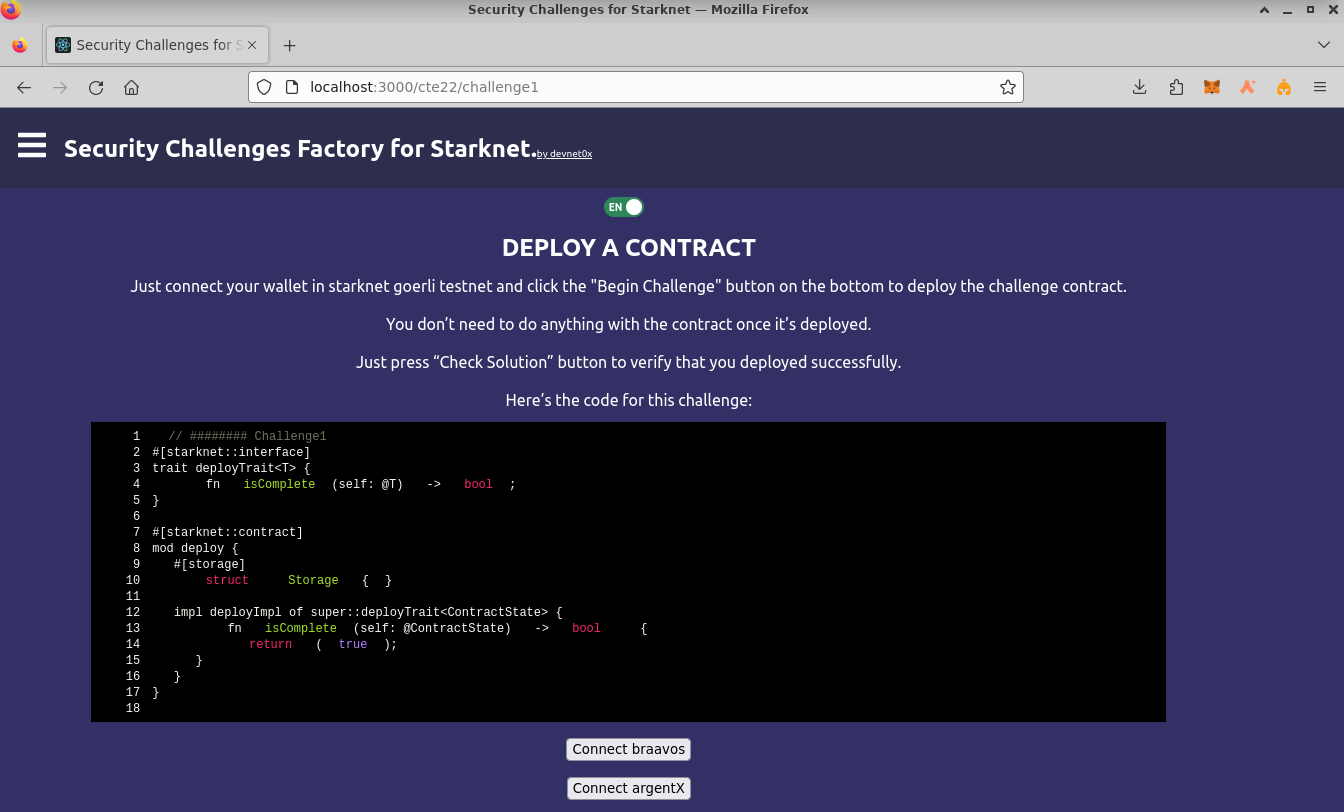 Security Challenges for Starknet — Mozilla Firefox
Security Challenges for S
localhost:3000/cte22/challenge1
Security Challenges Factory for Starknet.•by devnet0x
EN
DEPLOY A CONTRACT
Just connect your wallet in starknet goerli testnet and click the "Begin Challenge" button on the bottom to deploy the challenge contract.
You don’t need to do anything with the contract once it’s deployed.
Just press “Check Solution” button to verify that you deployed successfully.
Here’s the code for this challenge:
1 // ######## Challenge1
2 #[starknet::interface]
3 trait deployTrait<T> {
4 fn isComplete (self: @T) -> bool ;
5 }
6
7 #[starknet::contract]
8 mod deploy {
9 #[storage]
10 struct Storage { }
11
12 impl deployImpl of super::deployTrait<ContractState> {
13 fn isComplete (self: @ContractState) -> bool {
14 return ( true );
15 }
16 }
17 }
18
Connect braavos
Connect argentX